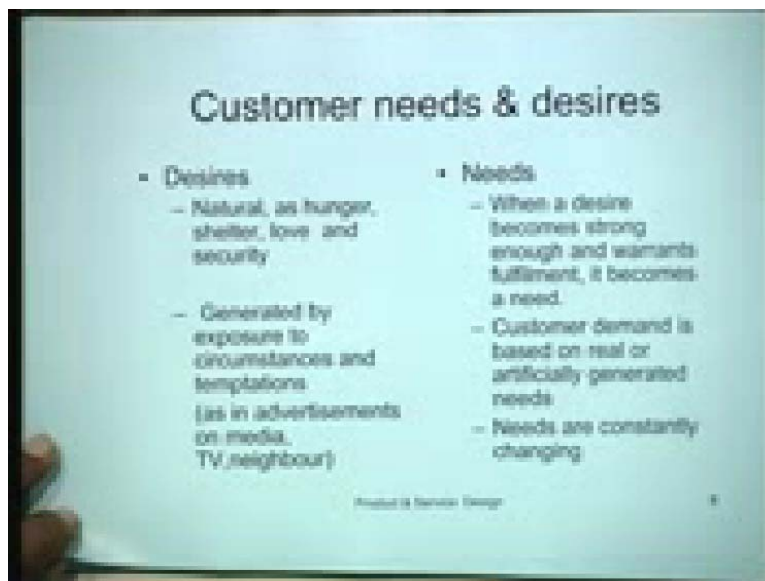 Customer needs & desires
• Desires
– Natural, as hunger,
shelter, love and
security
– Generated by
exposure to
circumstances and
temptations
(as in advertisements
on media,
TV,neighbour)
• Needs
– When a desire
becomes strong
enough and warrants
fulfilment, it becomes
a need.
– Customer demand is
based on real or
artificially generated
needs
– Needs are constantly
changing
Product & Service Design